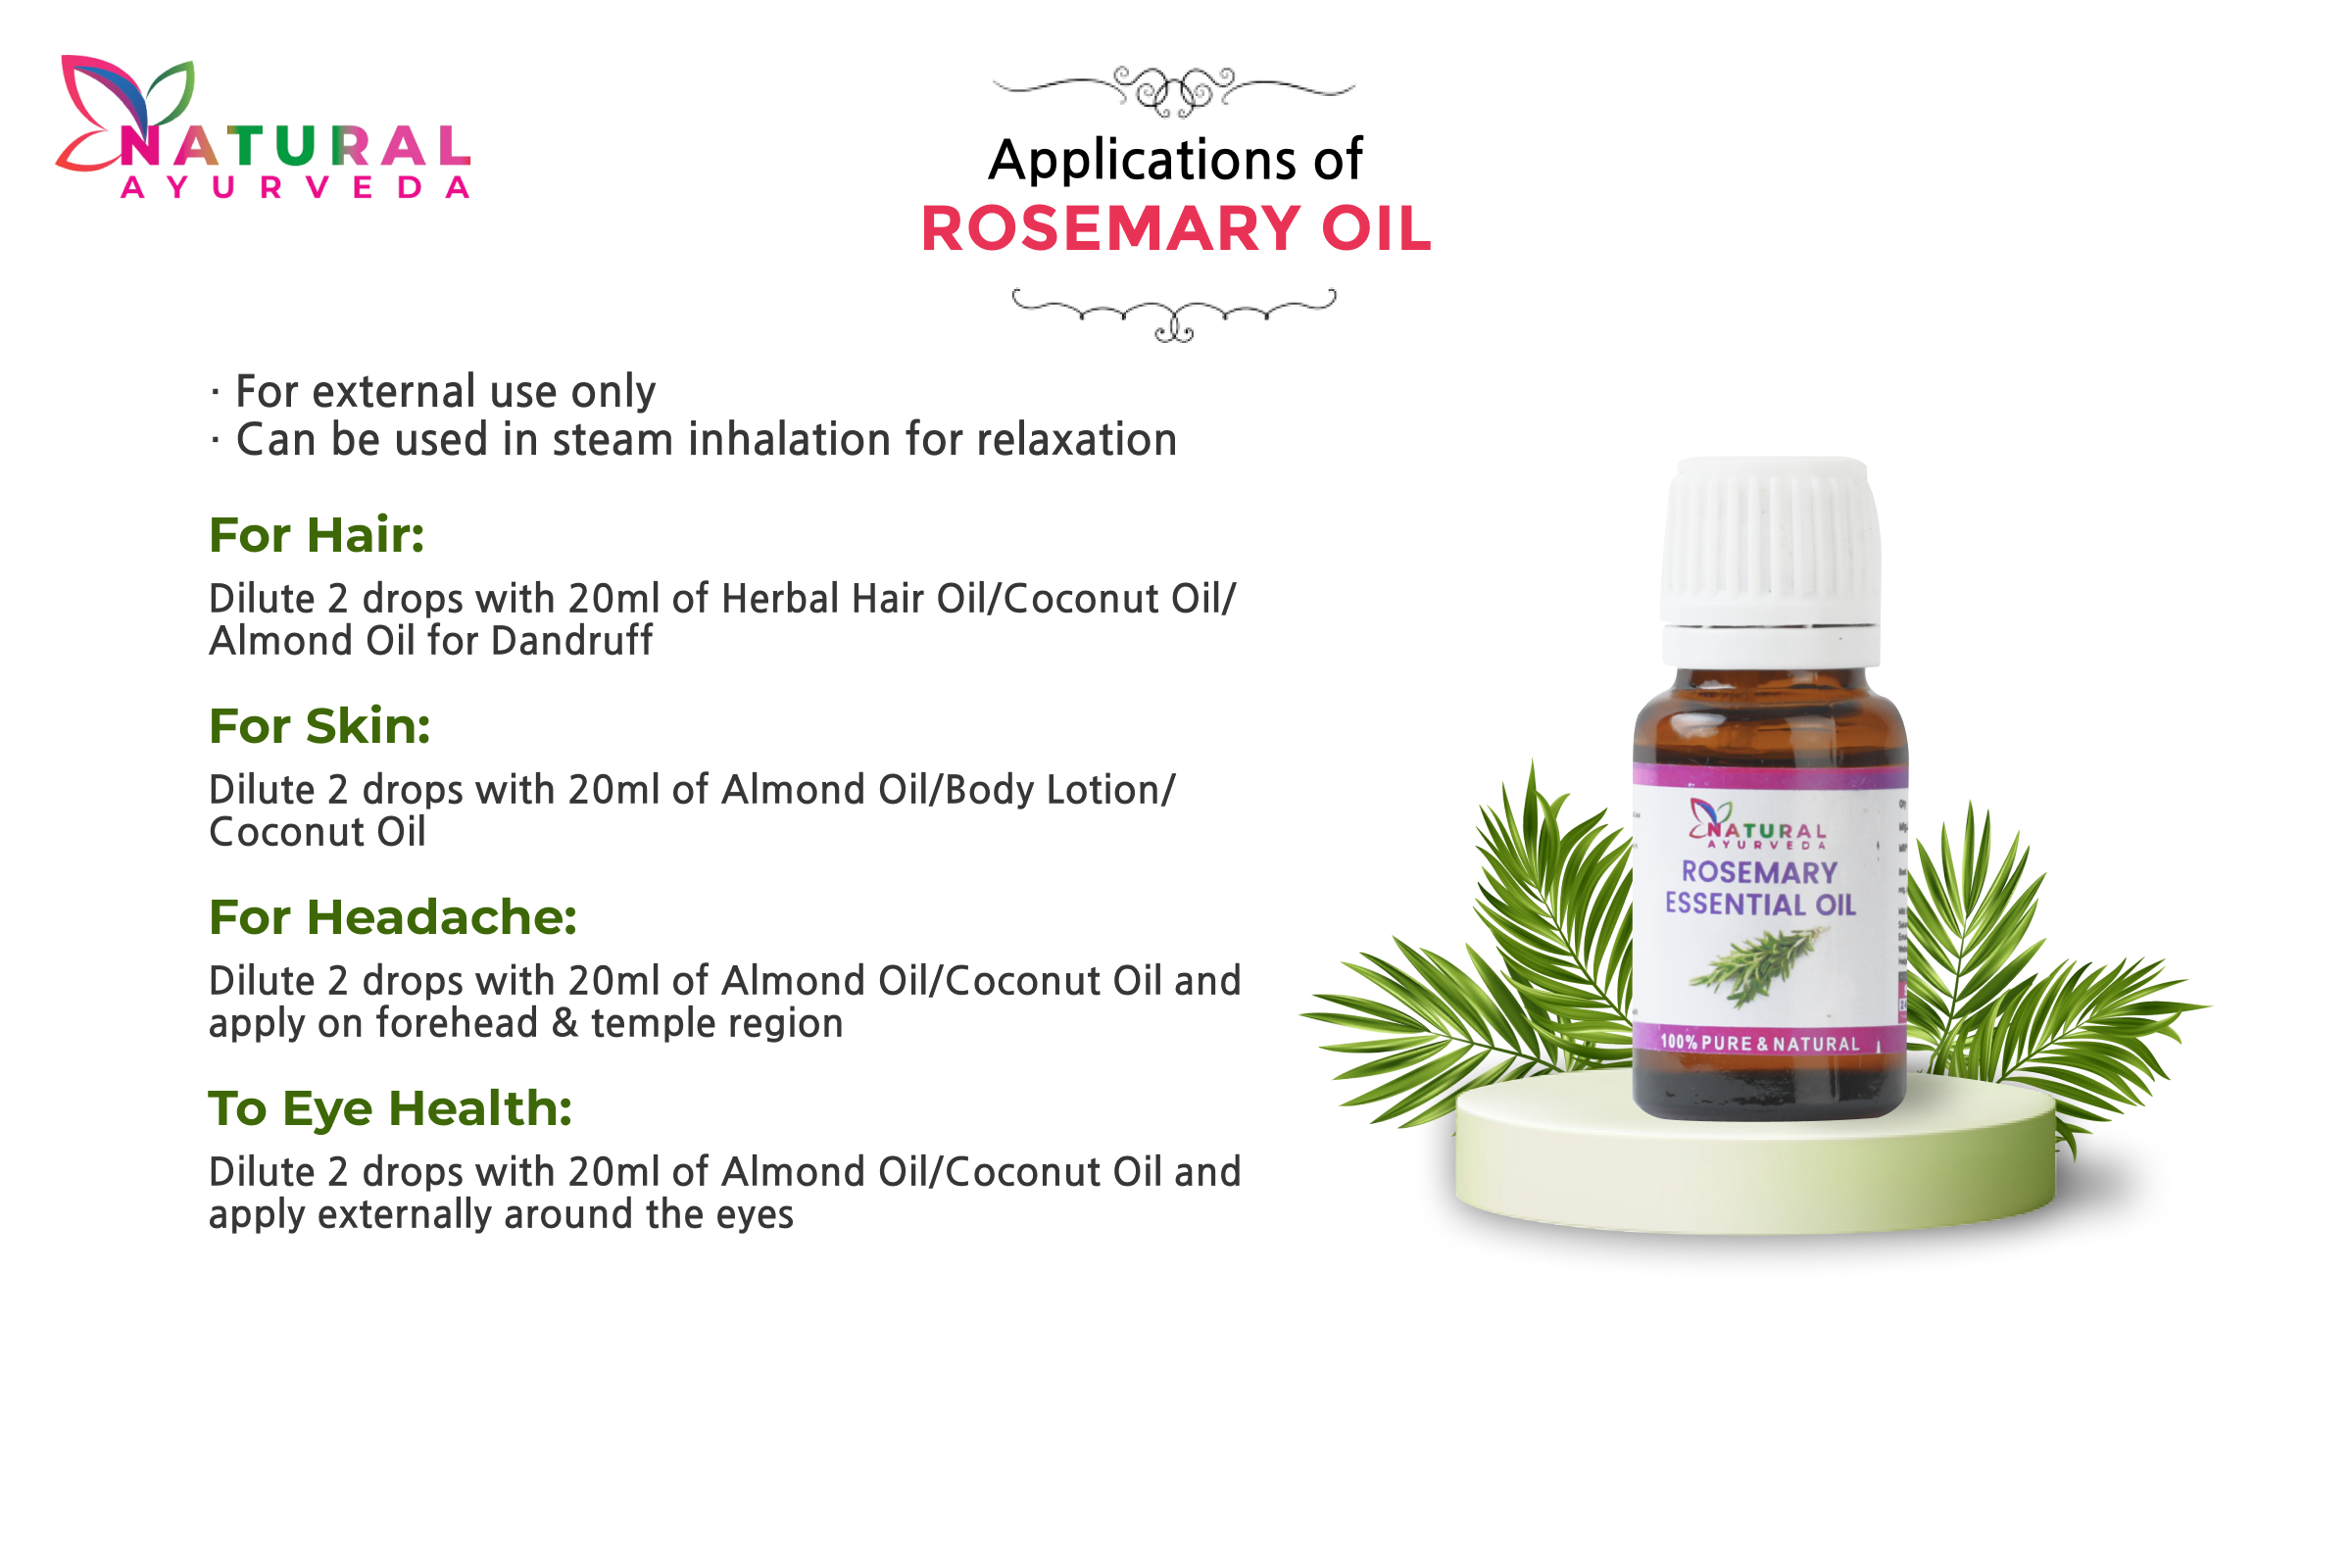 NATURAL
AYURVEDA
Applications of
ROSEMARY OIL
· For external use only
· Can be used in steam inhalation for relaxation
For Hair:
Dilute 2 drops with 20ml of Herbal Hair Oil/Coconut Oil/
Almond Oil for Dandruff
For Skin:
Dilute 2 drops with 20ml of Almond Oil/Body Lotion/
Coconut Oil
For Headache:
Dilute 2 drops with 20ml of Almond Oil/Coconut Oil and
apply on forehead & temple region
To Eye Health:
Dilute 2 drops with 20ml of Almond Oil/Coconut Oil and
apply externally around the eyes
NATURAL
AYURVEDA
ROSEMARY
ESSENTIAL OIL
100% PURE & NATURAL